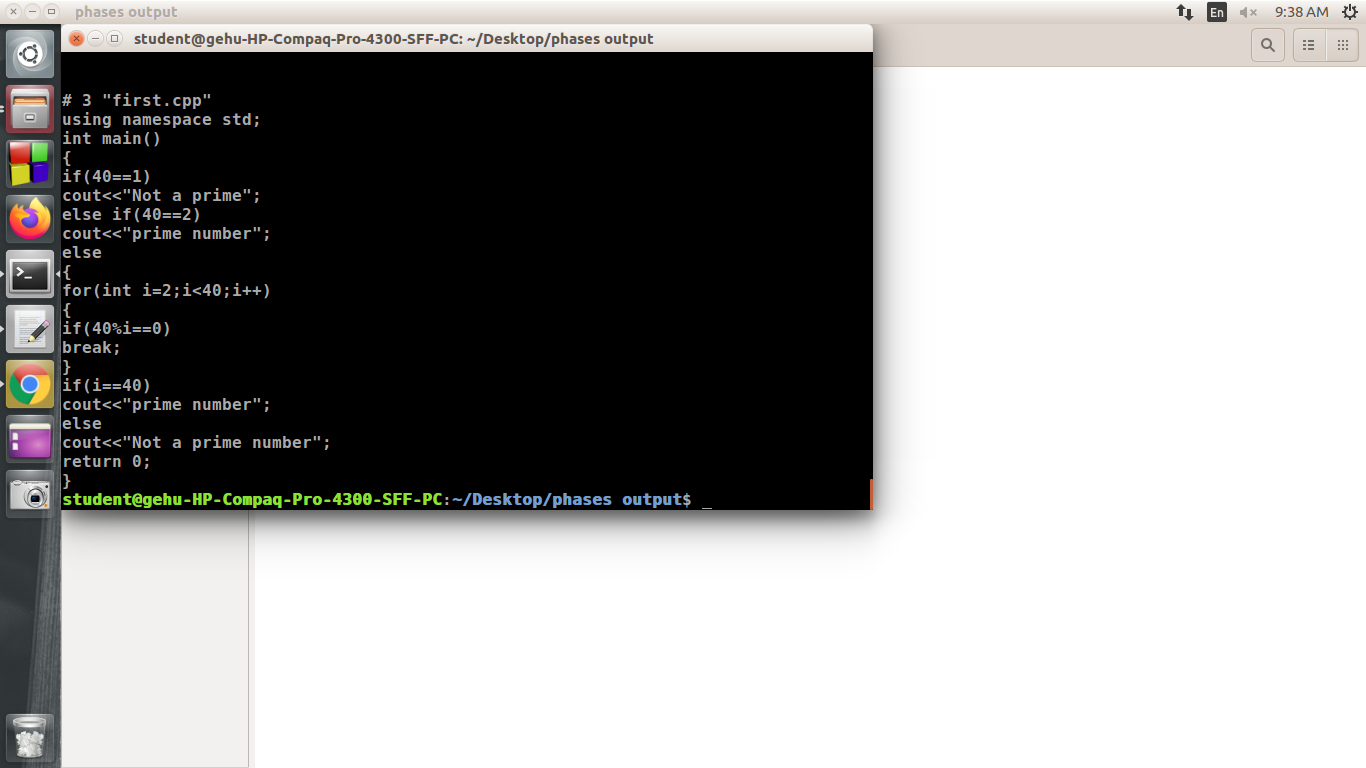 phases output
En
9:38 AM
student@gehu-HP-Compaq-Pro-4300-SFF-PC: ~/Desktop/phases output
# 3 "first.cpp"
using namespace std;
int main()
{
if(40==1)
cout<<"Not a prime";
else if(40==2)
cout<<"prime number";
else
{
for(int i=2;i<40;i++)
{
if(40%i==0)
break;
}
if(i==40)
cout<<"prime number";
else
cout<<"Not a prime number";
return 0;
}
student@gehu-HP-Compaq-Pro-4300-SFF-PC:~/Desktop/phases output$ _